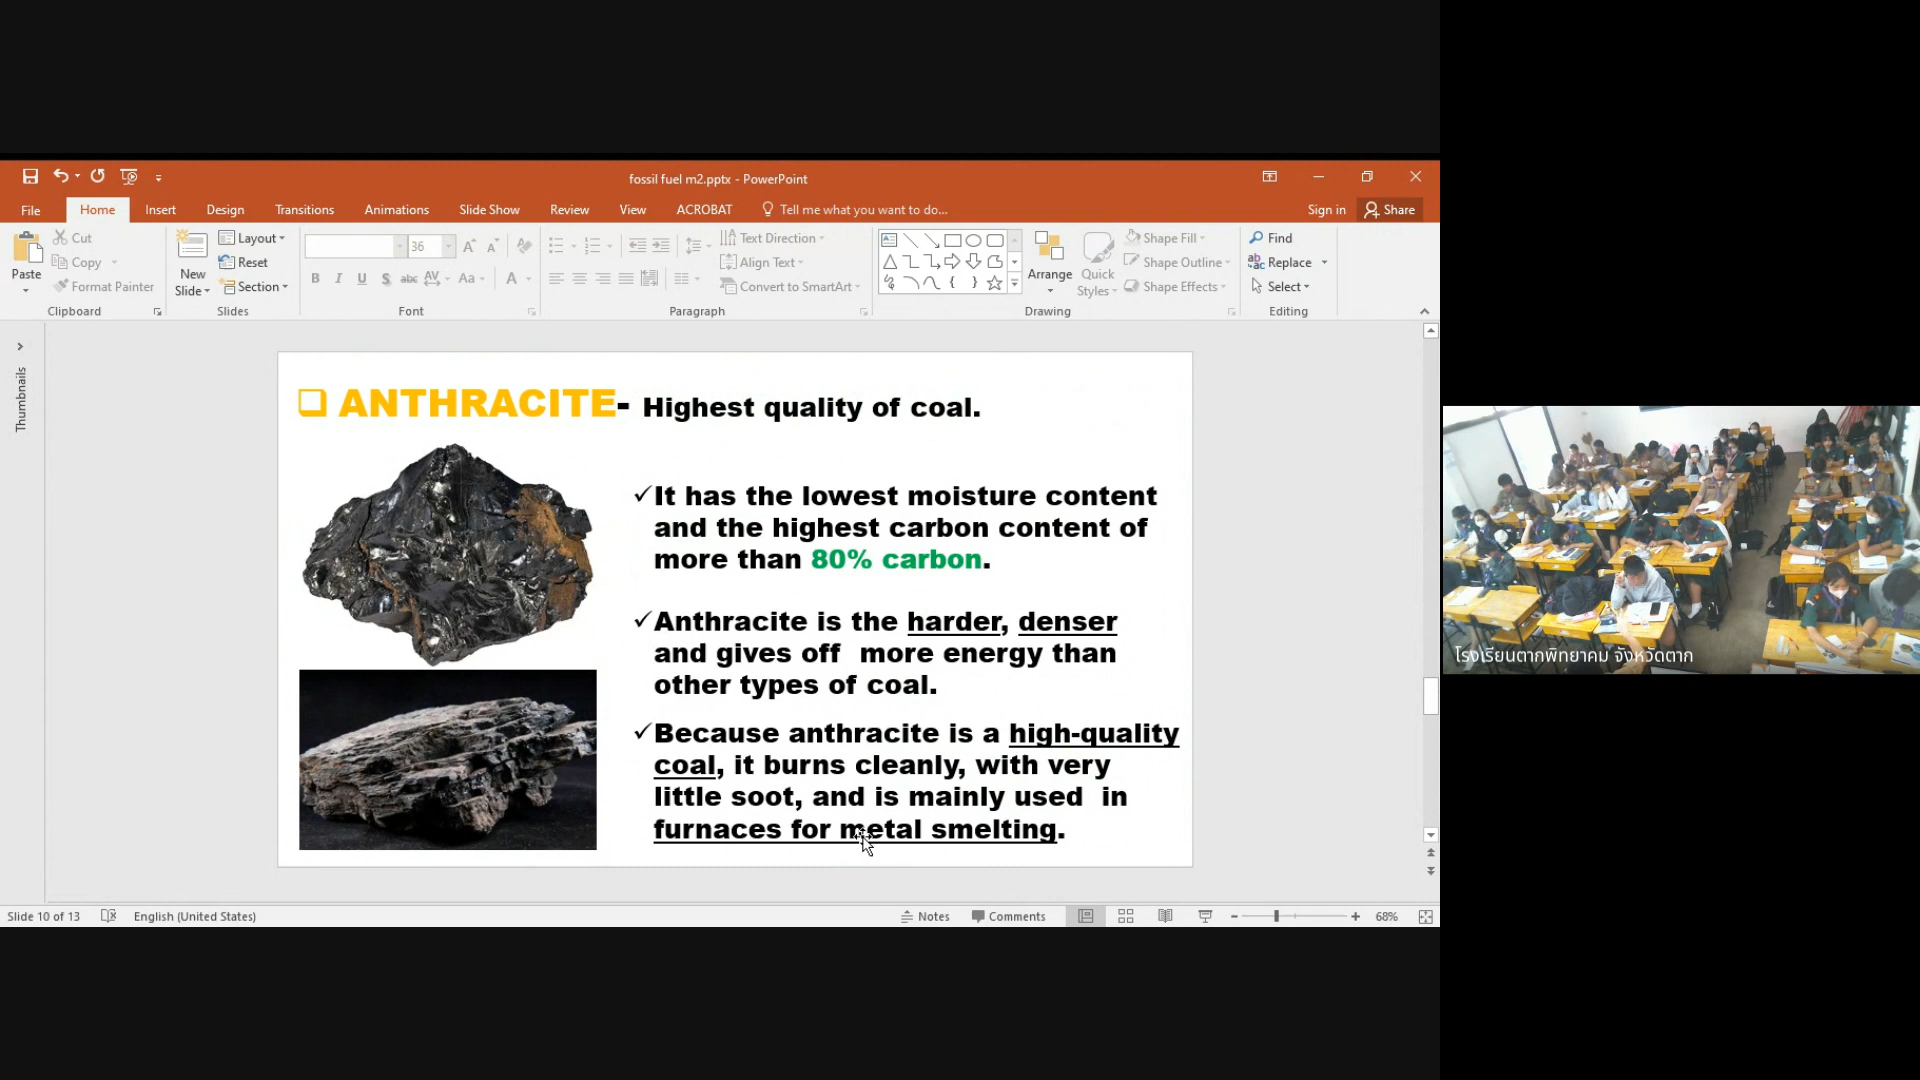 fossil fuel m2.pptx - PowerPoint
File Home Insert Design Transitions Animations Slide Show Review View ACROBAT Tell me what you want to do... Sign in Share
Paste
Cut
Copy
Format Painter
Clipboard
New Slide
Layout
Reset
Section
Slides
36
B I U S abc AV Aa A
Font
Text Direction
Align Text
Convert to SmartArt
Paragraph
Arrange
Quick Styles
Shape Fill
Shape Outline
Shape Effects
Drawing
Find
Replace
Select
Editing
Thumbnails
ANTHRACITE- Highest quality of coal.
✓It has the lowest moisture content
and the highest carbon content of
more than 80% carbon.
✓Anthracite is the harder, denser
and gives off more energy than
other types of coal.
✓Because anthracite is a high-quality
coal, it burns cleanly, with very
little soot, and is mainly used in
furnaces for metal smelting.
Slide 10 of 13 English (United States) Notes Comments 68%
โรงเรียนตากพิทยาคม จังหวัดตาก